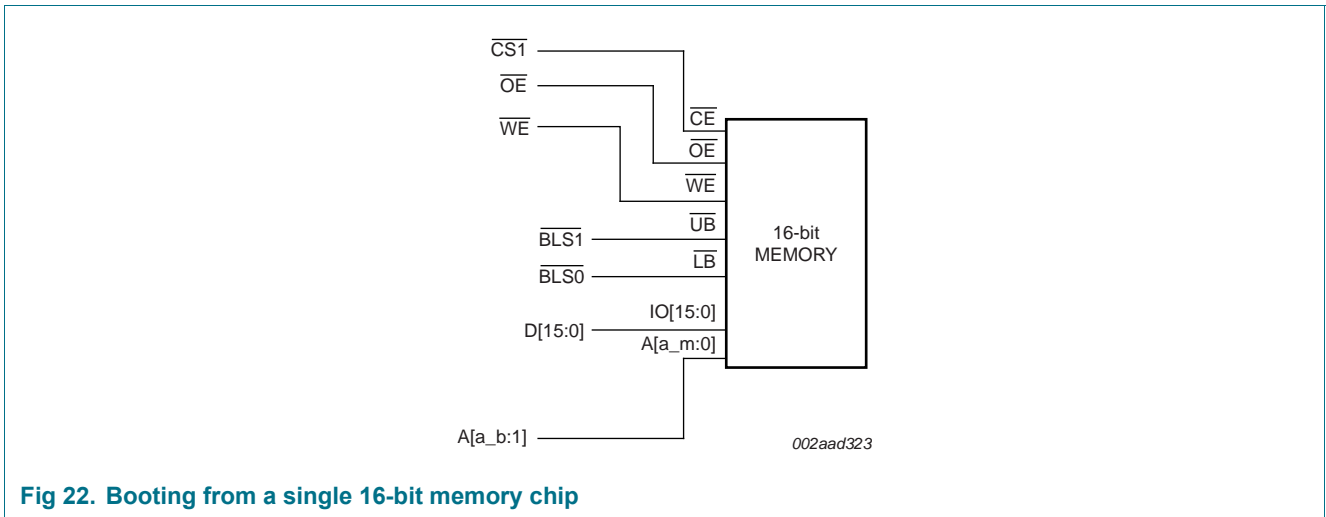 CS1
OE
WE
CE
OE
WE
UB
BLS1
LB
BLS0
16-bit
MEMORY
IO[15:0]
D[15:0]
A[a_m:0]
A[a_b:1]
002aad323
Fig 22. Booting from a single 16-bit memory chip